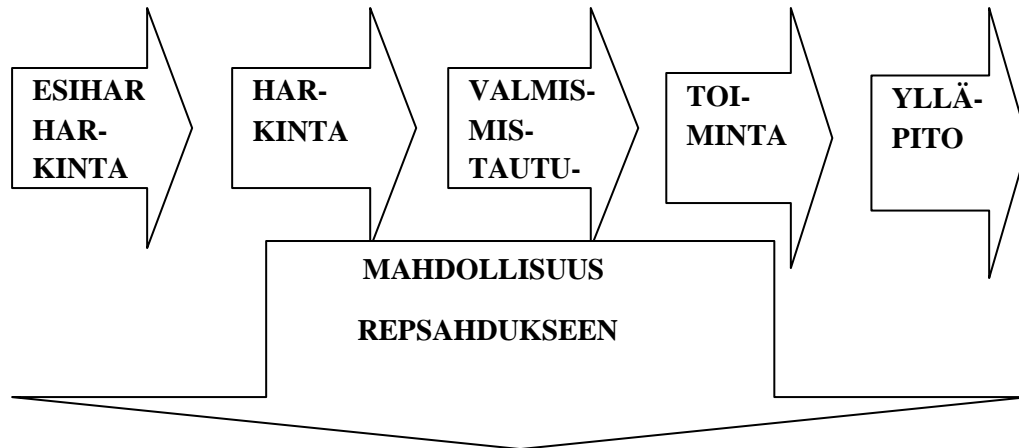 ESIHAR
HAR-
KINTA
HAR-
KINTA
VALMIS-
MIS-
TAUTU-
TOI-
MINTA
YLLÄ-
PITO
MAHDOLLISUUS
REPSAHDUKSEEN